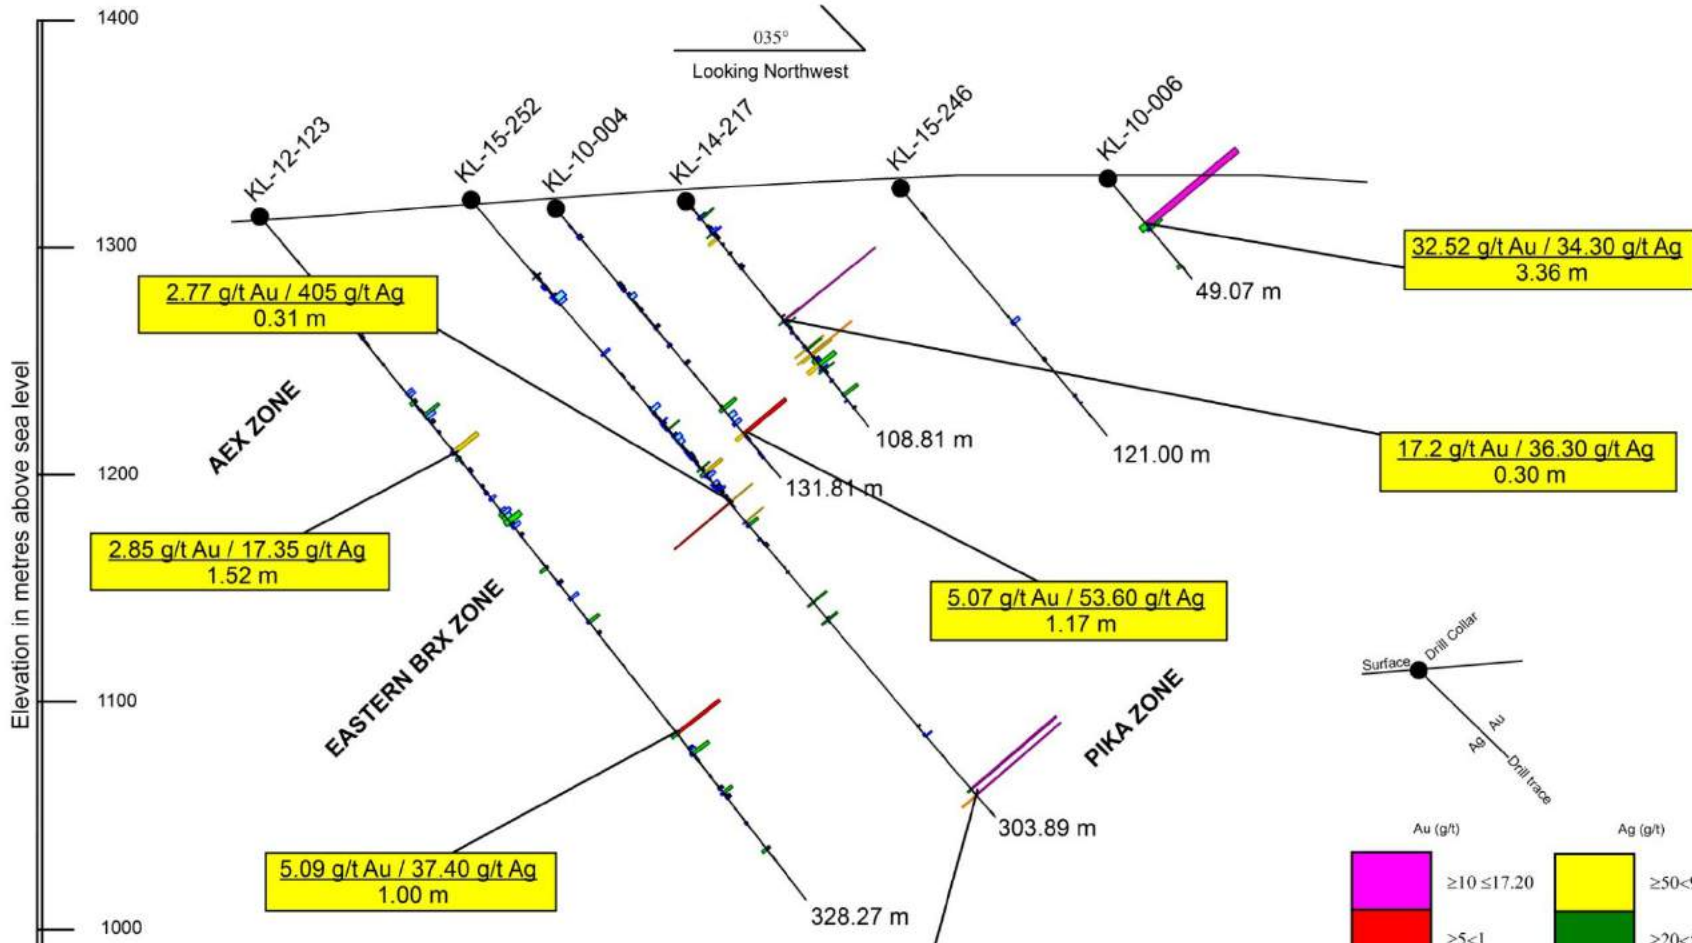 1400
035°
Looking Northwest
KL-12-123
KL-15-252
KL-10-004
KL-14-217
KL-15-246
KL-10-006
1300
32.52 g/t Au / 34.30 g/t Ag
3.36 m
49.07 m
2.77 g/t Au / 405 g/t Ag
0.31 m
Elevation in metres above sea level
AEX ZONE
108.81 m
121.00 m
17.2 g/t Au / 36.30 g/t Ag
0.30 m
1200
131.81 m
2.85 g/t Au / 17.35 g/t Ag
1.52 m
5.07 g/t Au / 53.60 g/t Ag
1.17 m
EASTERN BRX ZONE
PIKA ZONE
Surface
Drill Collar
Au
Ag
Drill trace
1100
303.89 m
5.09 g/t Au / 37.40 g/t Ag
1.00 m
328.27 m
Au (g/t)
Ag (g/t)
≥10 ≤17.20
≥50<
≥5<1
≥20<
1000